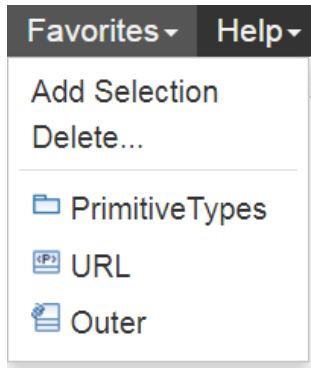 Favorites Help
Add Selection
Delete...
PrimitiveTypes
<P> URL
Outer